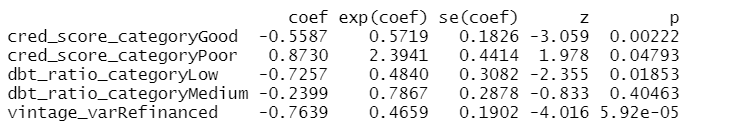 coef exp(coef) se(coef) z p
cred_score_categoryGood -0.5587 0.5719 0.1826 -3.059 0.00222
cred_score_categoryPoor 0.8730 2.3941 0.4414 1.978 0.04793
dbt_ratio_categoryLow -0.7257 0.4840 0.3082 -2.355 0.01853
dbt_ratio_categoryMedium -0.2399 0.7867 0.2878 -0.833 0.40463
vintage_varRefinanced -0.7639 0.4659 0.1902 -4.016 5.92e-05